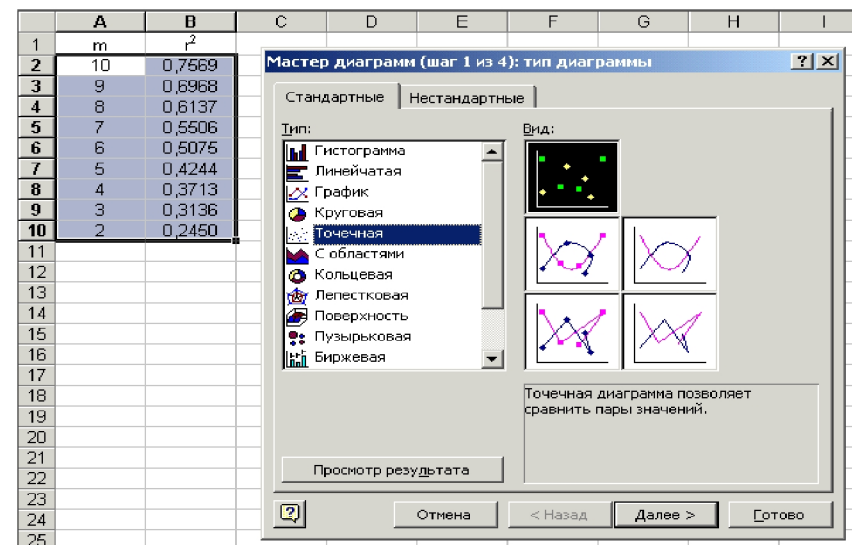 A B C D E F G H I
1 m r²
2 10 0,7569
3 9 0,6968
4 8 0,6137
5 7 0,5506
6 6 0,5075
7 5 0,4244
8 4 0,3713
9 3 0,3136
10 2 0,2450
11
12
13
14
15
16
17
18
19
20
21
22
23
24
25
Мастер диаграмм (шаг 1 из 4): тип диаграммы
Стандартные Нестандартные
Тип:
Гистограмма
Линейчатая
График
Круговая
Точечная
С областями
Кольцевая
Лепестковая
Поверхность
Пузырьковая
Биржевая
Вид:
Точечная диаграмма позволяет
сравнить пары значений.
Просмотр результата
Отмена < Назад Далее > Готово